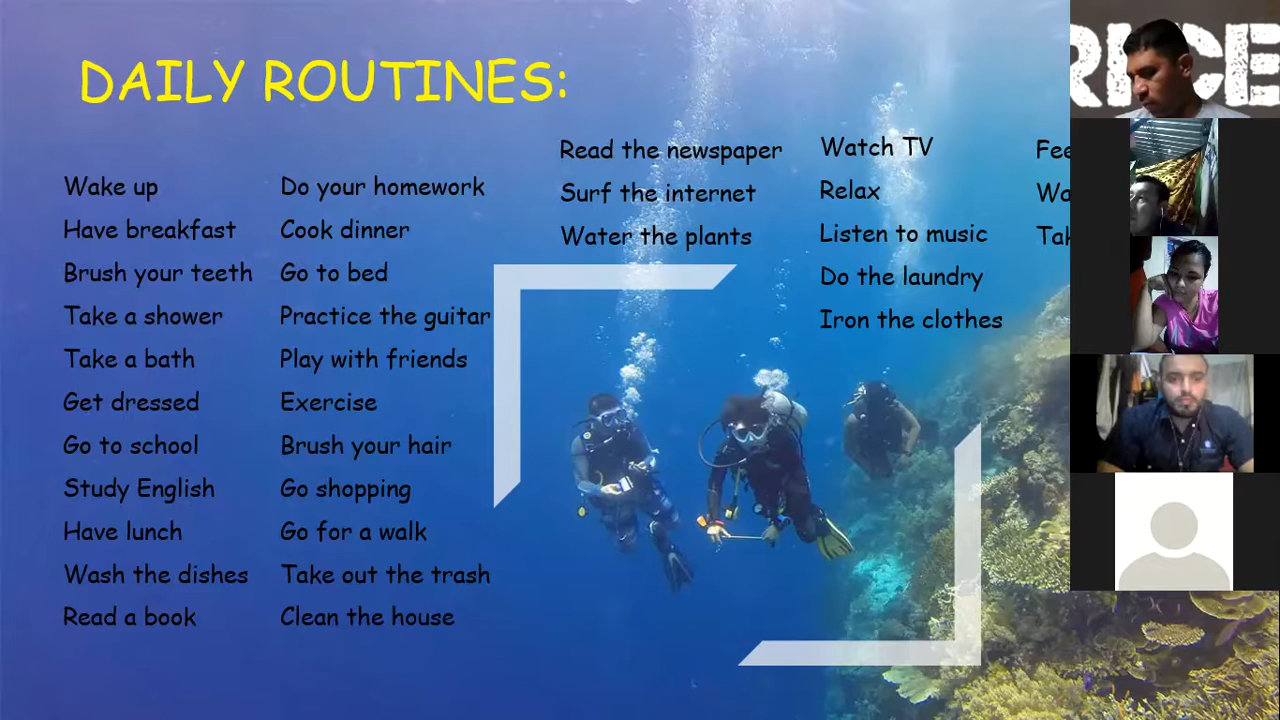 DAILY ROUTINES:
Wake up
Have breakfast
Brush your teeth
Take a shower
Take a bath
Get dressed
Go to school
Study English
Have lunch
Wash the dishes
Read a book
Do your homework
Cook dinner
Go to bed
Practice the guitar
Play with friends
Exercise
Brush your hair
Go shopping
Go for a walk
Take out the trash
Clean the house
Read the newspaper
Surf the internet
Water the plants
Watch TV
Relax
Listen to music
Do the laundry
Iron the clothes